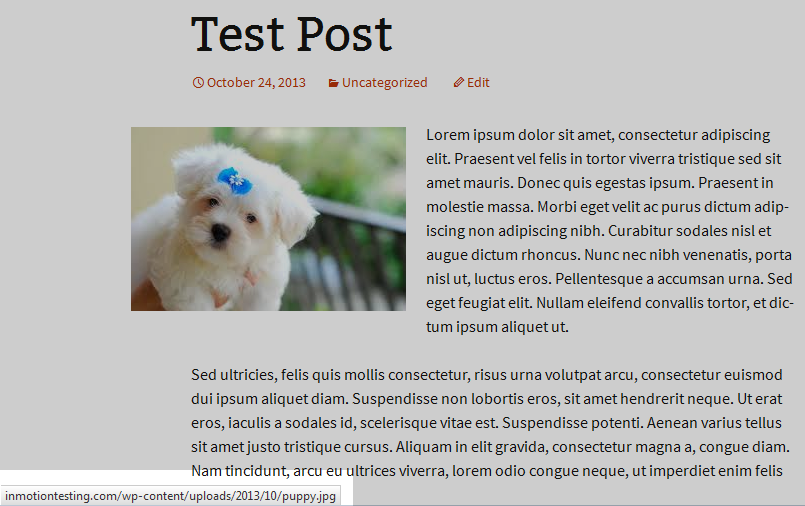 Test Post
October 24, 2013 Uncategorized Edit
Lorem ipsum dolor sit amet, consectetur adipiscing
elit. Praesent vel felis in tortor viverra tristique sed sit
amet mauris. Donec quis egestas ipsum. Praesent in
molestie massa. Morbi eget velit ac purus dictum adip-
iscing non adipiscing nibh. Curabitur sodales nisl et
augue dictum rhoncus. Nunc nec nibh venenatis, porta
nisl ut, luctus eros. Pellentesque a accumsan urna. Sed
eget feugiat elit. Nullam eleifend convallis tortor, et dic-
tum ipsum aliquet ut.
Sed ultricies, felis quis mollis consectetur, risus urna volutpat arcu, consectetur euismod
dui ipsum aliquet diam. Suspendisse non lobortis eros, sit amet hendrerit neque. Ut erat
eros, iaculis a sodales id, scelerisque vitae est. Suspendisse potenti. Aenean varius tellus
sit amet justo tristique cursus. Aliquam in elit gravida, consectetur magna a, congue diam.
Nam tincidunt, arcu eu ultrices viverra, lorem odio congue neque, ut imperdiet enim felis
inmotiontesting.com/wp-content/uploads/2013/10/puppy.jpg